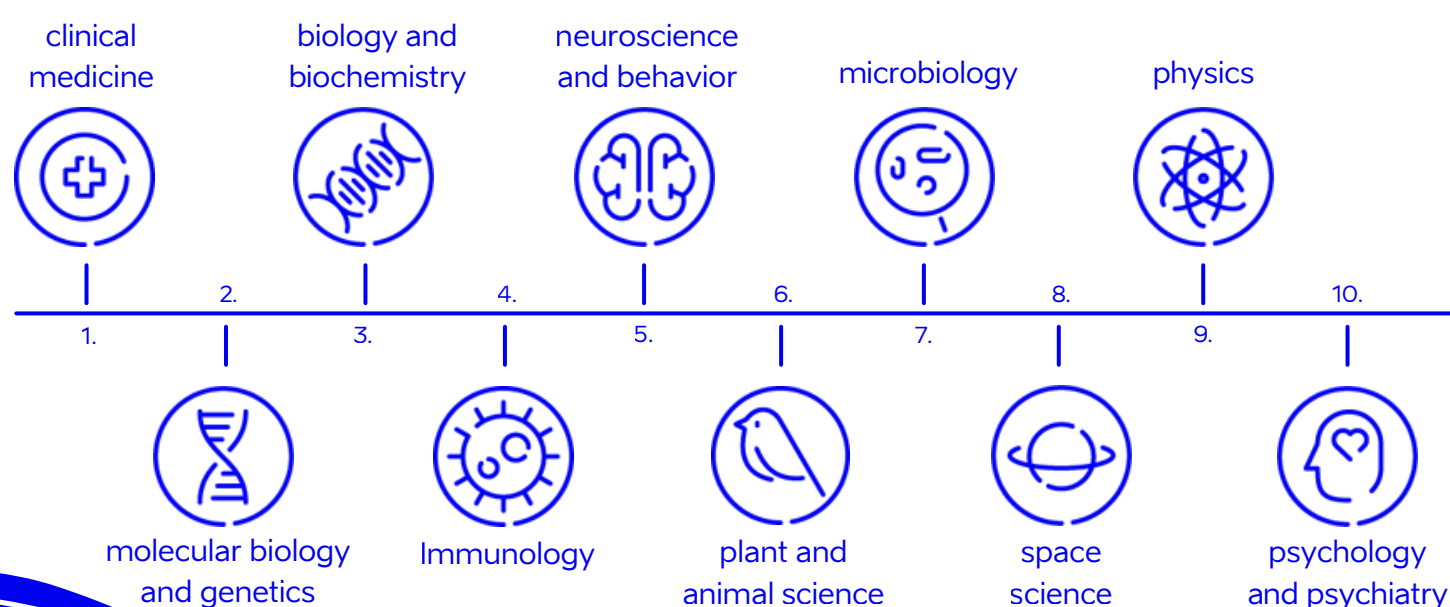 clinical
medicine
biology and
biochemistry
neuroscience
and behavior
microbiology
physics
2.
4.
6.
8.
10.
1.
3.
5.
7.
9.
molecular biology
and genetics
Immunology
plant and
animal science
space
science
psychology
and psychiatry